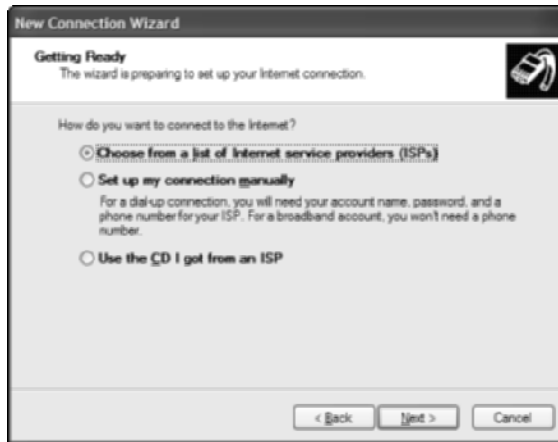 New Connection Wizard
Getting Ready
The wizard is preparing to set up your Internet connection.
How do you want to connect to the Internet?
Choose from a list of Internet service providers (ISPs)
Set up my connection manually
For a dial-up connection, you will need your account name, password, and a
phone number for your ISP. For a broadband account, you won't need a phone
number.
Use the CD I got from an ISP
< Back Next > Cancel